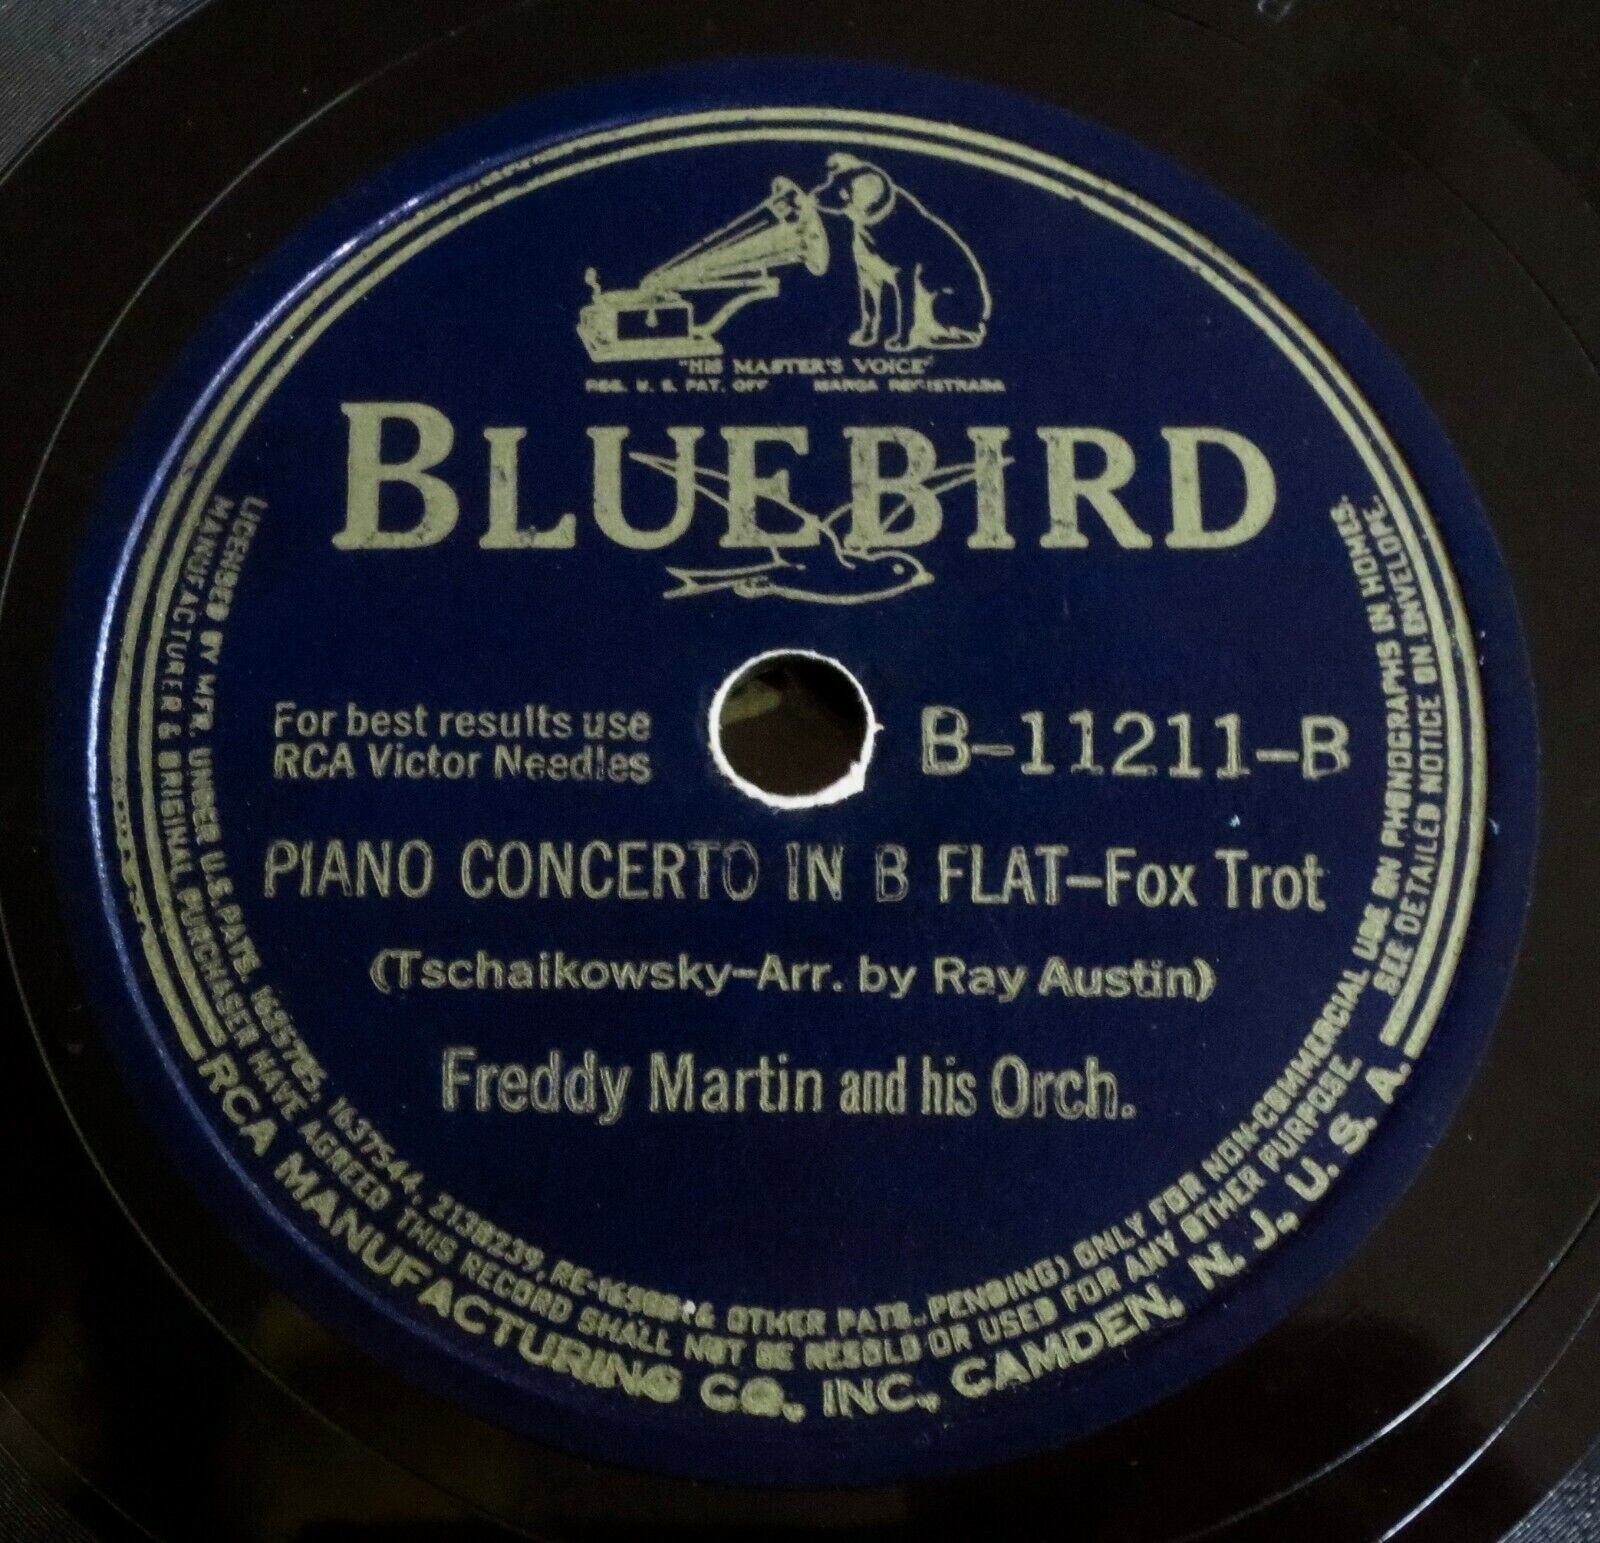 "HIS MASTER'S VOICE"
REG. U. S. PAT. OFF MARCA REGISTRADA
BLUEBIRD
For best results use
RCA Victor Needles
B-11211-B
PIANO CONCERTO IN B FLAT-Fox Trot
(Tschaikowsky-Arr. by Ray Austin)
Freddy Martin and his Orch.
LICENSED BY MFR. UNDER U.S. PATS. 1625705, 1637544, 2138239, & OTHER PATS. PENDING) ONLY FOR NON-COMMERCIAL USE ON PHONOGRAPHS IN HOMES.
MANUFACTURER & ORIGINAL PURCHASER HAVE AGREED THIS RECORD SHALL NOT BE RESOLD OR USED FOR ANY OTHER PURPOSE SEE DETAILED NOTICE ON ENVELOPE.
RCA MANUFACTURING CO., INC., CAMDEN, N. J., U. S. A.